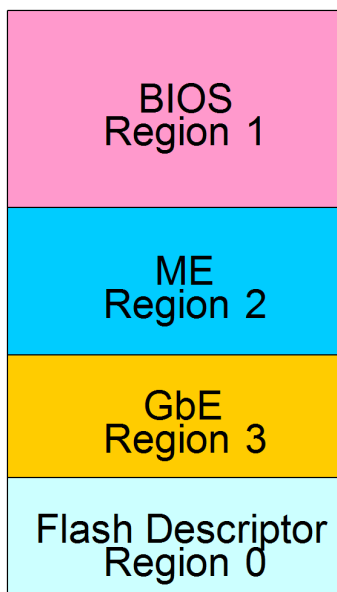 BIOS
Region 1
ME
Region 2
GbE
Region 3
Flash Descriptor
Region 0